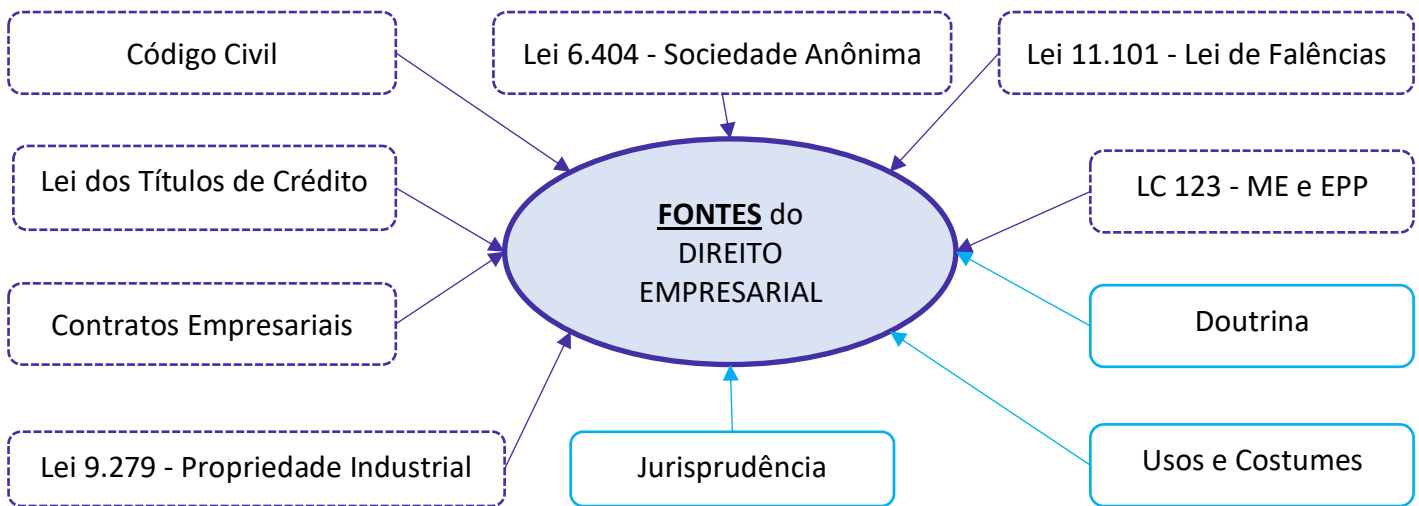 Código Civil
Lei 6.404 - Sociedade Anônima
Lei 11.101 - Lei de Falências
Lei dos Títulos de Crédito
LC 123 - ME e EPP
FONTES do
DIREITO
EMPRESARIAL
Contratos Empresariais
Doutrina
Lei 9.279 - Propriedade Industrial
Jurisprudência
Usos e Costumes